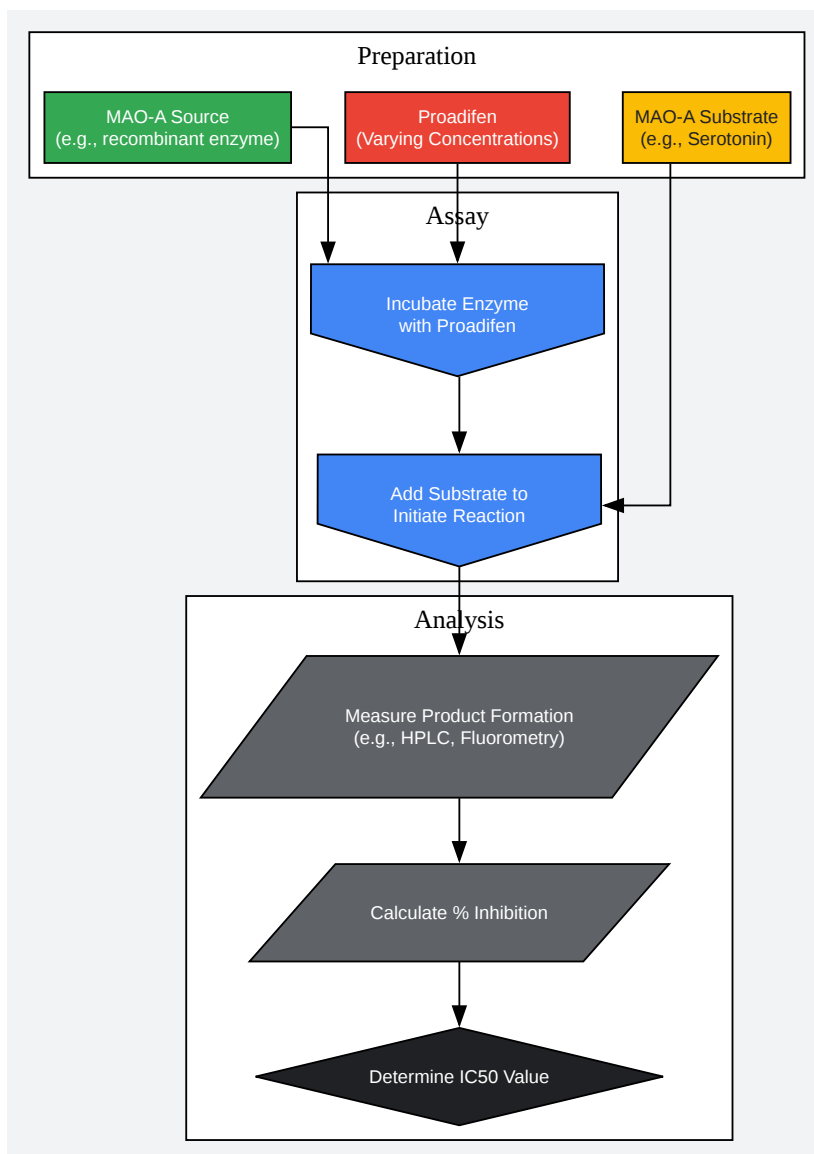 Preparation
MAO-A Source
(e.g., recombinant enzyme)
Proadifen
(Varying Concentrations)
MAO-A Substrate
(e.g., Serotonin)
Assay
Incubate Enzyme
with Proadifen
Add Substrate to
Initiate Reaction
Analysis
Measure Product Formation
(e.g., HPLC, Fluorometry)
Calculate % Inhibition
Determine IC50 Value